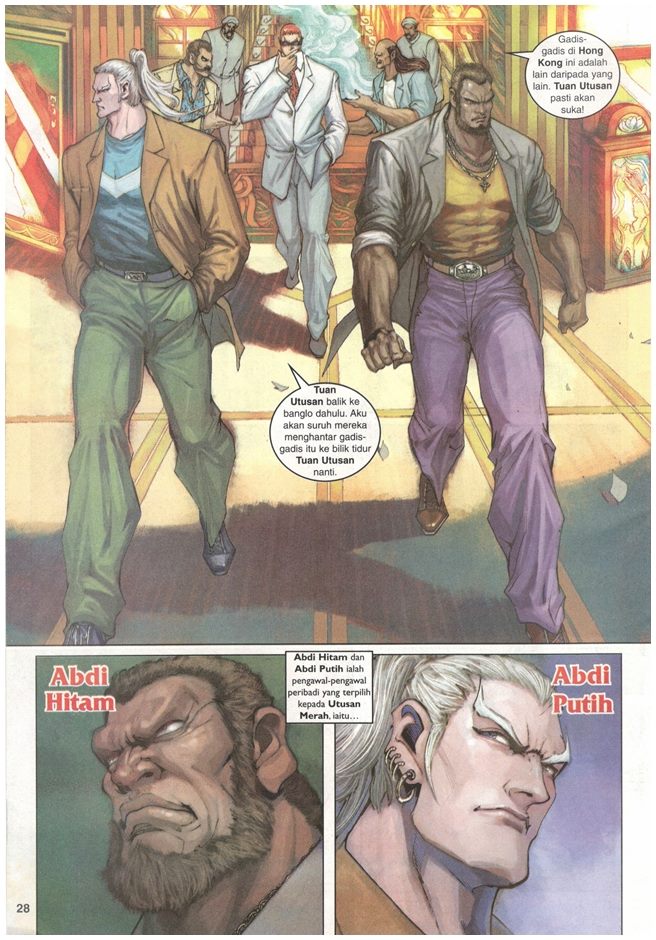 Gadis-
gadis di Hong
Kong ini adalah
lain daripada yang
lain. Tuan Utusan
pasti akan
suka!
Tuan
Utusan balik ke
banglo dahulu. Aku
akan suruh mereka
menghantar gadis-
gadis itu ke bilik tidur
Tuan Utusan
nanti.
Abdi
Hitam
Abdi Hitam dan
Abdi Putih ialah
pengawal-pengawal
peribadi yang terpilih
kepada Utusan
Merah, iaitu...
Abdi
Putih
28